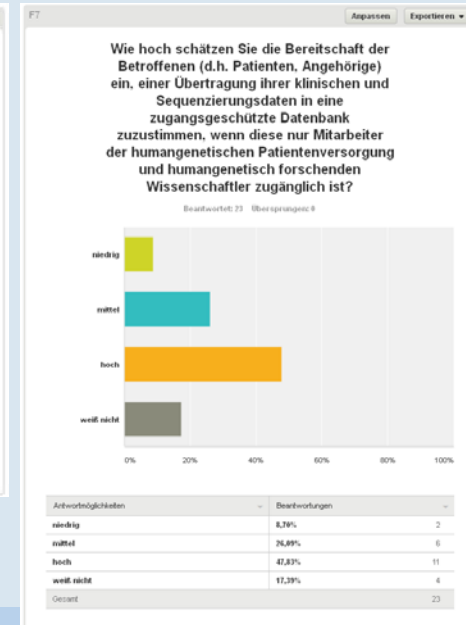 F7
Anpassen Exportieren
Wie hoch schätzen Sie die Bereitschaft der
Betroffenen (d.h. Patienten, Angehörige)
ein, einer Übertragung ihrer klinischen und
Sequenzierungsdaten in eine
zugangsgeschützte Datenbank
zuzustimmen, wenn diese nur Mitarbeiter
der humangenetischen Patientenversorgung
und humangenetisch forschenden
Wissenschaftler zugänglich ist?
Beantwortet: 23 Übersprungen: 0
niedrig
mittel
hoch
weiß nicht
0% 20% 40% 60% 80% 100%
Antwortmöglichkeiten Beantwortungen
niedrig 8,70% 2
mittel 26,09% 6
hoch 47,83% 11
weiß nicht 17,39% 4
Gesamt 23